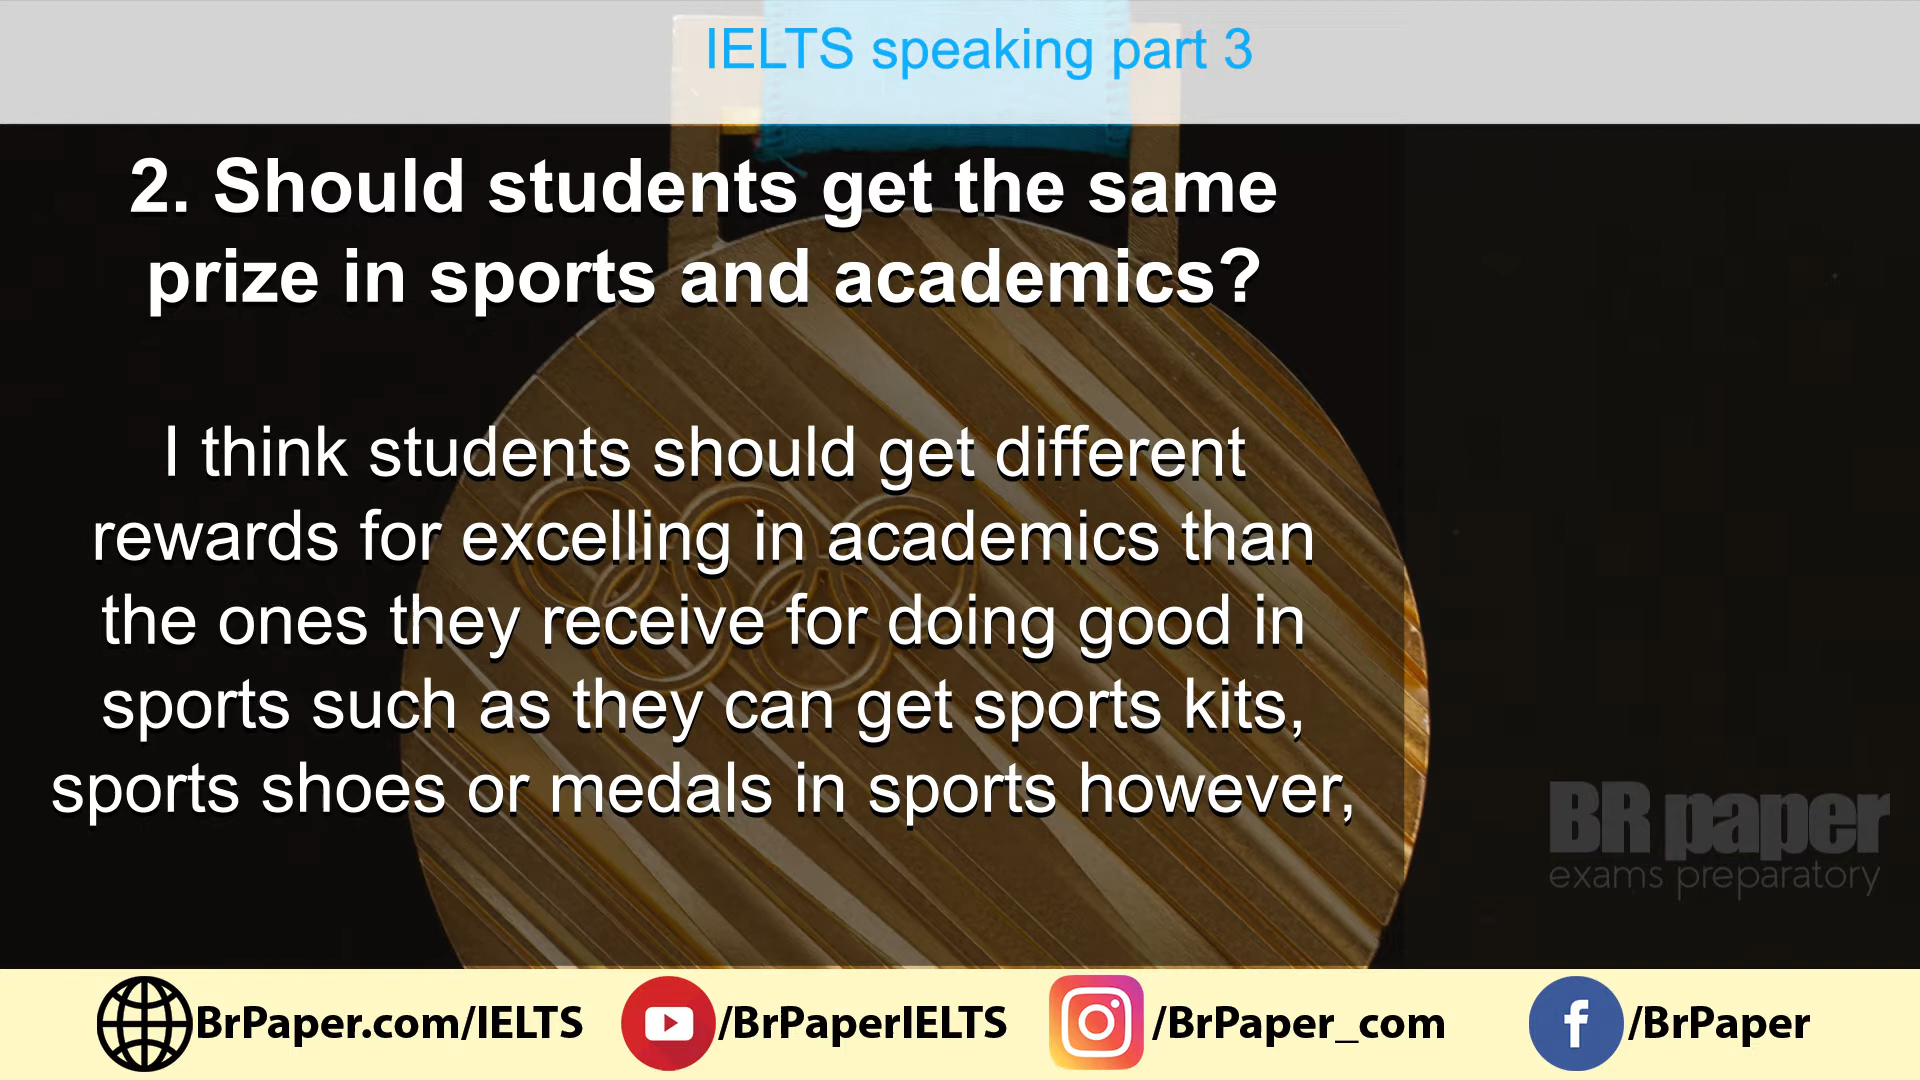 IELTS speaking part 3
2. Should students get the same
prize in sports and academics?
I think students should get different
rewards for excelling in academics than
the ones they receive for doing good in
sports such as they can get sports kits,
sports shoes or medals in sports however,
BR paper
exams preparatory
BrPaper.com/IELTS /BrPaperIELTS /BrPaper_com /BrPaper